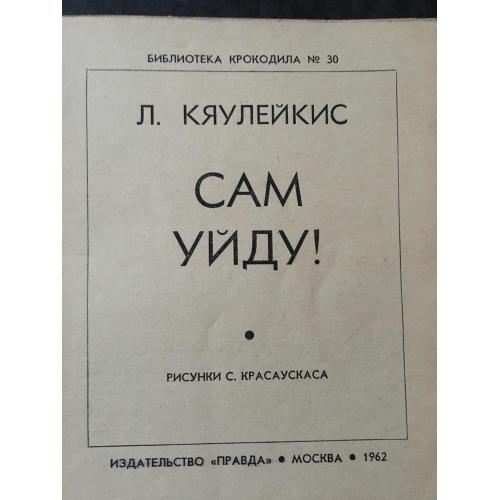 БИБЛИОТЕКА КРОКОДИЛА № 30
Л. КЯУЛЕЙКИС
САМ
УЙДУ!
РИСУНКИ С. КРАСАУСКАСА
ИЗДАТЕЛЬСТВО «ПРАВДА» • МОСКВА • 1962